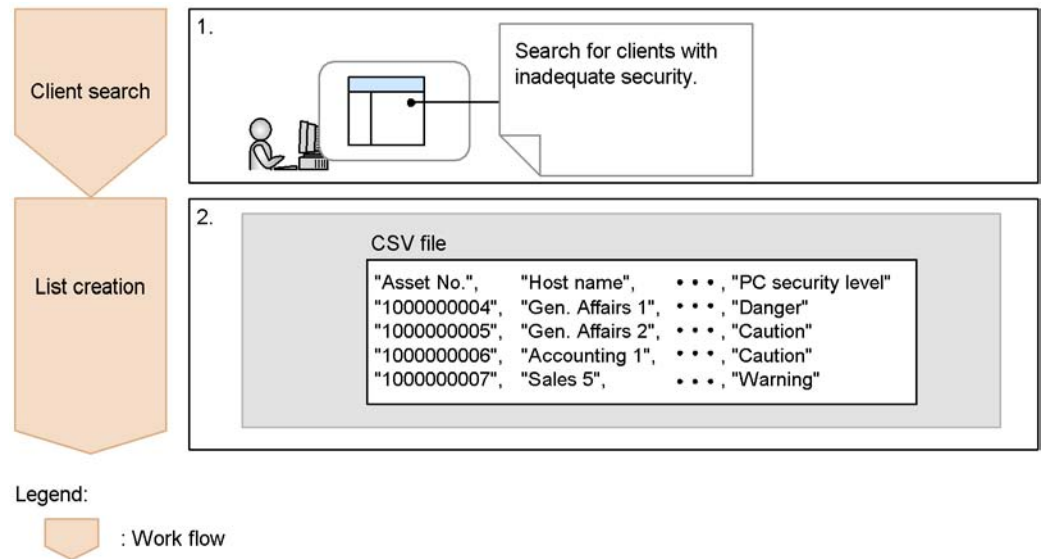 Client search
1.
Search for clients with
inadequate security.
List creation
2.
CSV file
"Asset No.", "Host name", • • • , "PC security level"
"1000000004", "Gen. Affairs 1", • • • , "Danger"
"1000000005", "Gen. Affairs 2", • • • , "Caution"
"1000000006", "Accounting 1", • • • , "Caution"
"1000000007", "Sales 5", • • • , "Warning"
Legend:
: Work flow